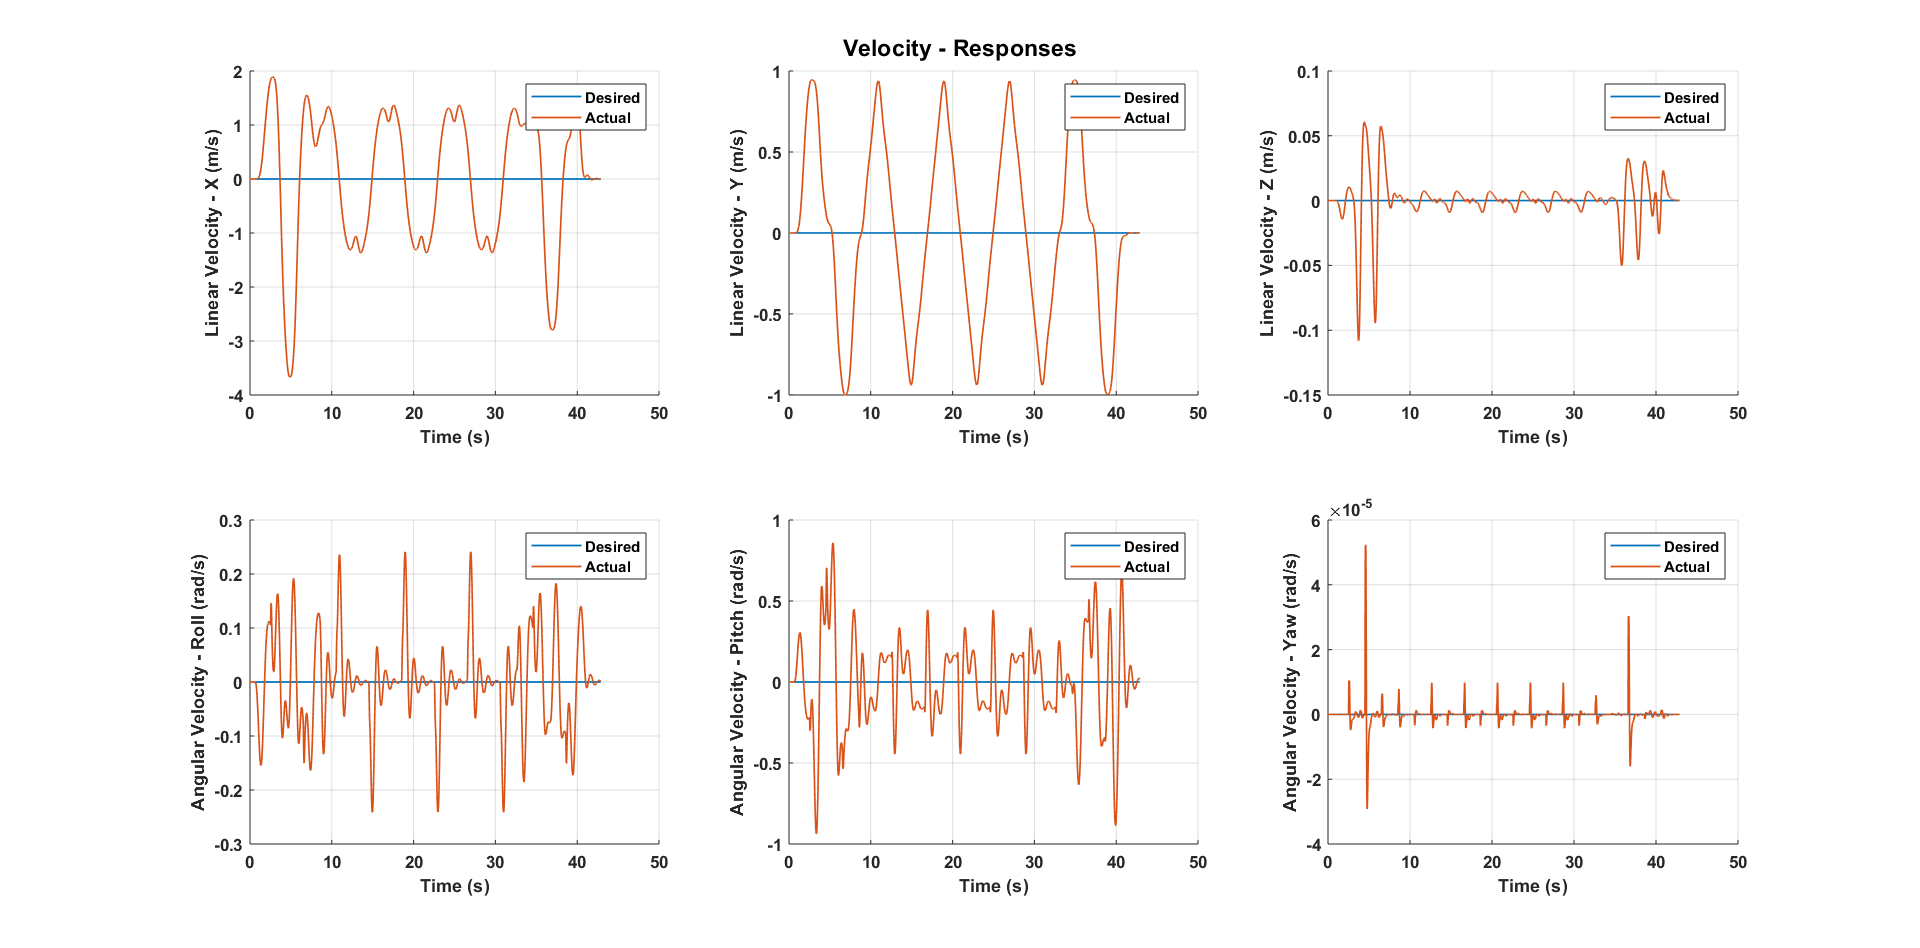 Velocity - Responses
Linear Velocity - X (m/s)
2
1
0
-1
-2
-3
-4
0 10 20 30 40 50
Time (s)
Desired
Actual
Linear Velocity - Y (m/s)
1
0.5
0
-0.5
-1
0 10 20 30 40 50
Time (s)
Desired
Actual
Linear Velocity - Z (m/s)
0.1
0.05
0
-0.05
-0.1
-0.15
0 10 20 30 40 50
Time (s)
Desired
Actual
Angular Velocity - Roll (rad/s)
0.3
0.2
0.1
0
-0.1
-0.2
-0.3
0 10 20 30 40 50
Time (s)
Desired
Actual
Angular Velocity - Pitch (rad/s)
1
0.5
0
-0.5
-1
0 10 20 30 40 50
Time (s)
Desired
Actual
Angular Velocity - Yaw (rad/s)
×10⁻⁵
6
4
2
0
-2
-4
0 10 20 30 40 50
Time (s)
Desired
Actual